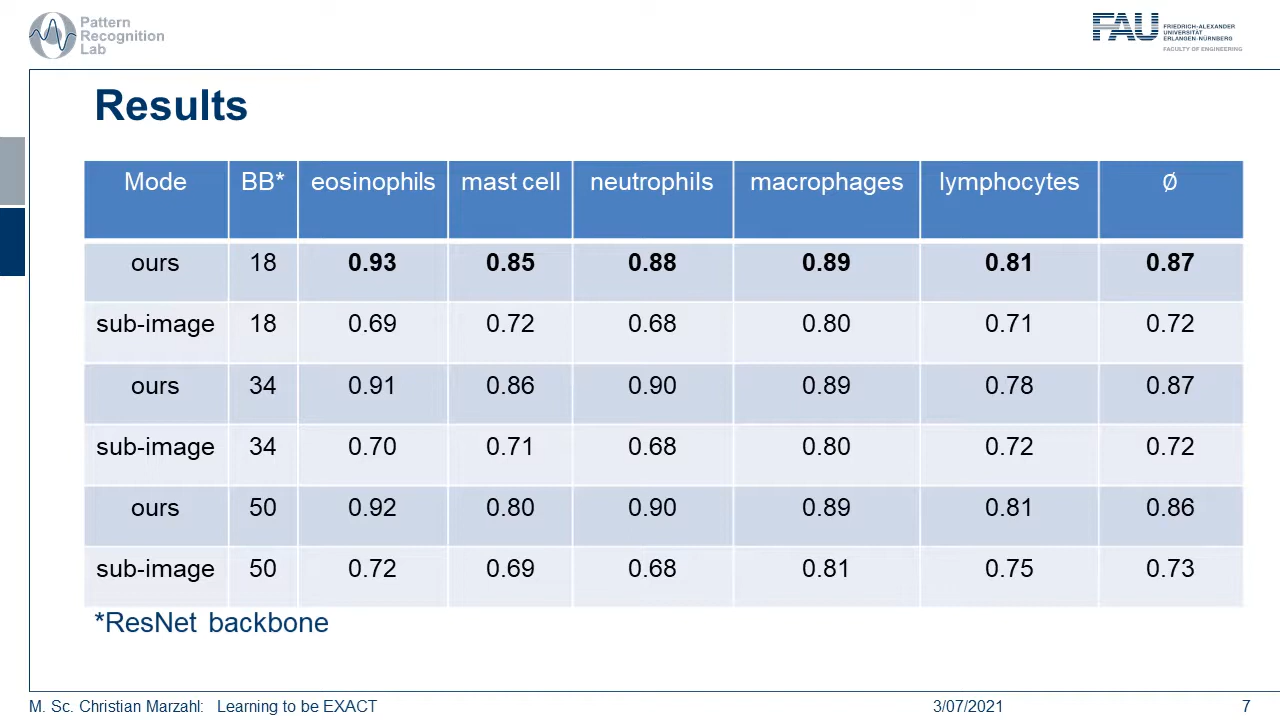 Pattern
Recognition
Lab
FAU
FRIEDRICH-ALEXANDER
UNIVERSITÄT
ERLANGEN-NÜRNBERG
FACULTY OF ENGINEERING
Results
Mode BB* eosinophils mast cell neutrophils macrophages lymphocytes Ø
ours 18 0.93 0.85 0.88 0.89 0.81 0.87
sub-image 18 0.69 0.72 0.68 0.80 0.71 0.72
ours 34 0.91 0.86 0.90 0.89 0.78 0.87
sub-image 34 0.70 0.71 0.68 0.80 0.72 0.72
ours 50 0.92 0.80 0.90 0.89 0.81 0.86
sub-image 50 0.72 0.69 0.68 0.81 0.75 0.73
*ResNet backbone
M. Sc. Christian Marzahl: Learning to be EXACT 3/07/2021 7